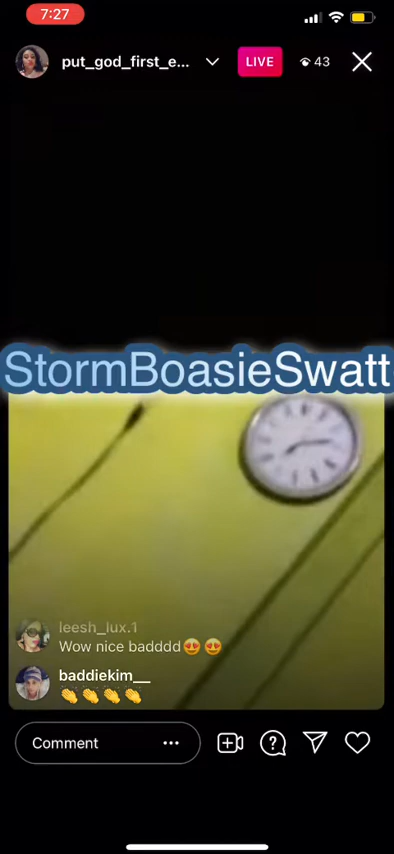 7:27
put_god_first_e...
LIVE
43
StormBoasieSwatt
leesh_lux.1
Wow nice badddd😍😍
baddiekim__
👏👏👏👏
Comment